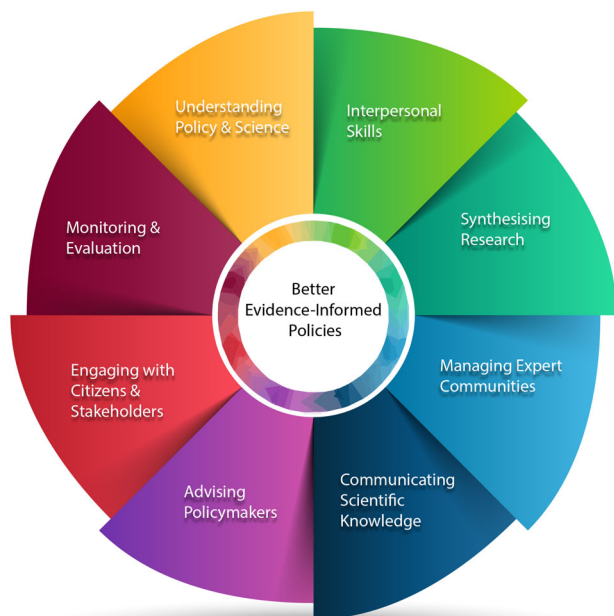 Understanding
Policy & Science
Interpersonal
Skills
Synthesising
Research
Managing Expert
Communities
Communicating
Scientific
Knowledge
Advising
Policymakers
Engaging with
Citizens &
Stakeholders
Monitoring &
Evaluation
Better
Evidence-Informed
Policies